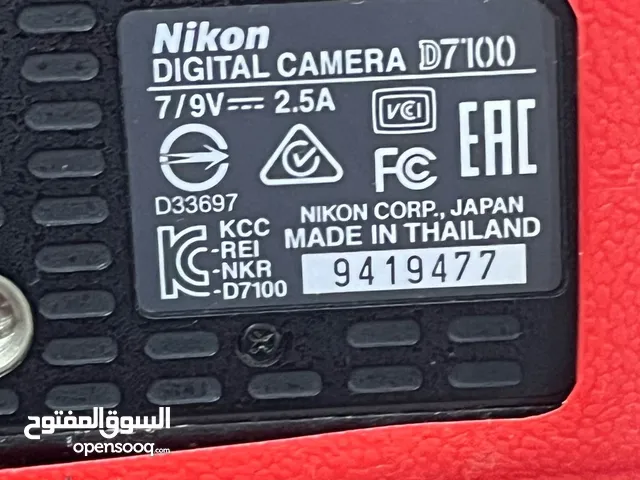 Nikon
DIGITAL CAMERA D7100
7/9V⎓ 2.5A
VCI
EAC
FC
D33697
NIKON CORP., JAPAN
MADE IN THAILAND
KCC
-REI
-NKR
-D7100
9419477
السوق المفتوح
opensooq.com